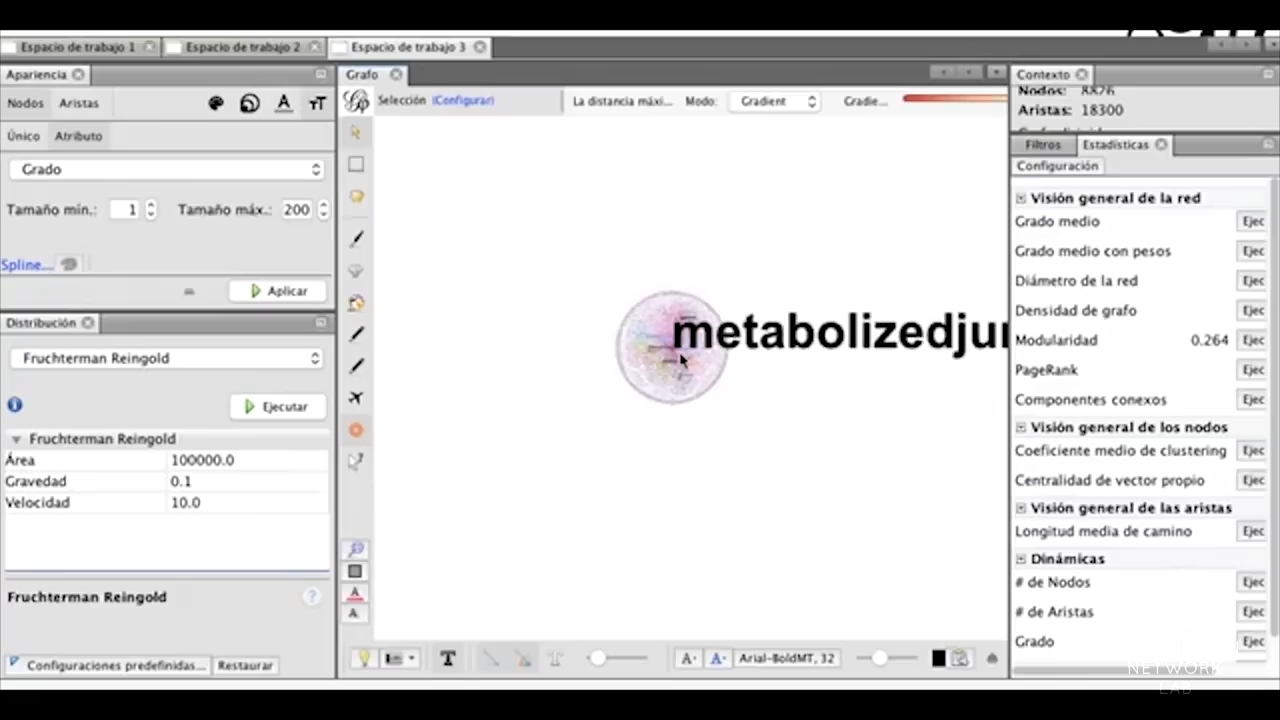 Espacio de trabajo 1
Espacio de trabajo 2
Espacio de trabajo 3
Apariencia
Nodos Aristas
Único Atributo
Grado
Tamaño min.: 1 Tamaño máx.: 200
Spline...
Aplicar
Distribución
Fruchterman Reingold
Ejecutar
Fruchterman Reingold
Área 100000.0
Gravedad 0.1
Velocidad 10.0
Fruchterman Reingold
Configuraciones predefinidas... Restaurar
Grafo
Selección (Configurar) La distancia máxi... Modo: Gradient Gradie...
metabolizedjur
Arial-BoldMT, 32
Contexto
Nodos: 8826
Aristas: 18300
Filtros Estadísticas
Configuración
Visión general de la red
Grado medio Ejec
Grado medio con pesos Ejec
Diámetro de la red Ejec
Densidad de grafo Ejec
Modularidad 0.264 Ejec
PageRank Ejec
Componentes conexos Ejec
Visión general de los nodos
Coeficiente medio de clustering Ejec
Centralidad de vector propio Ejec
Visión general de las aristas
Longitud media de camino Ejec
Dinámicas
# de Nodos Ejec
# de Aristas Ejec
Grado Ejec
NETWORK
LAB